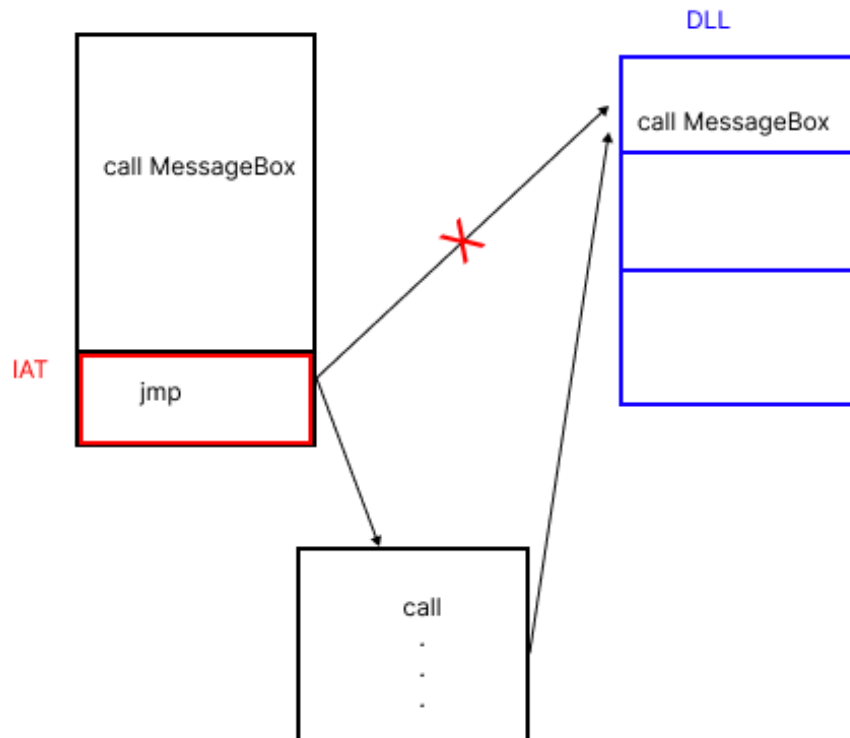 DLL
call MessageBox
call MessageBox
IAT
jmp
call
.
.
.